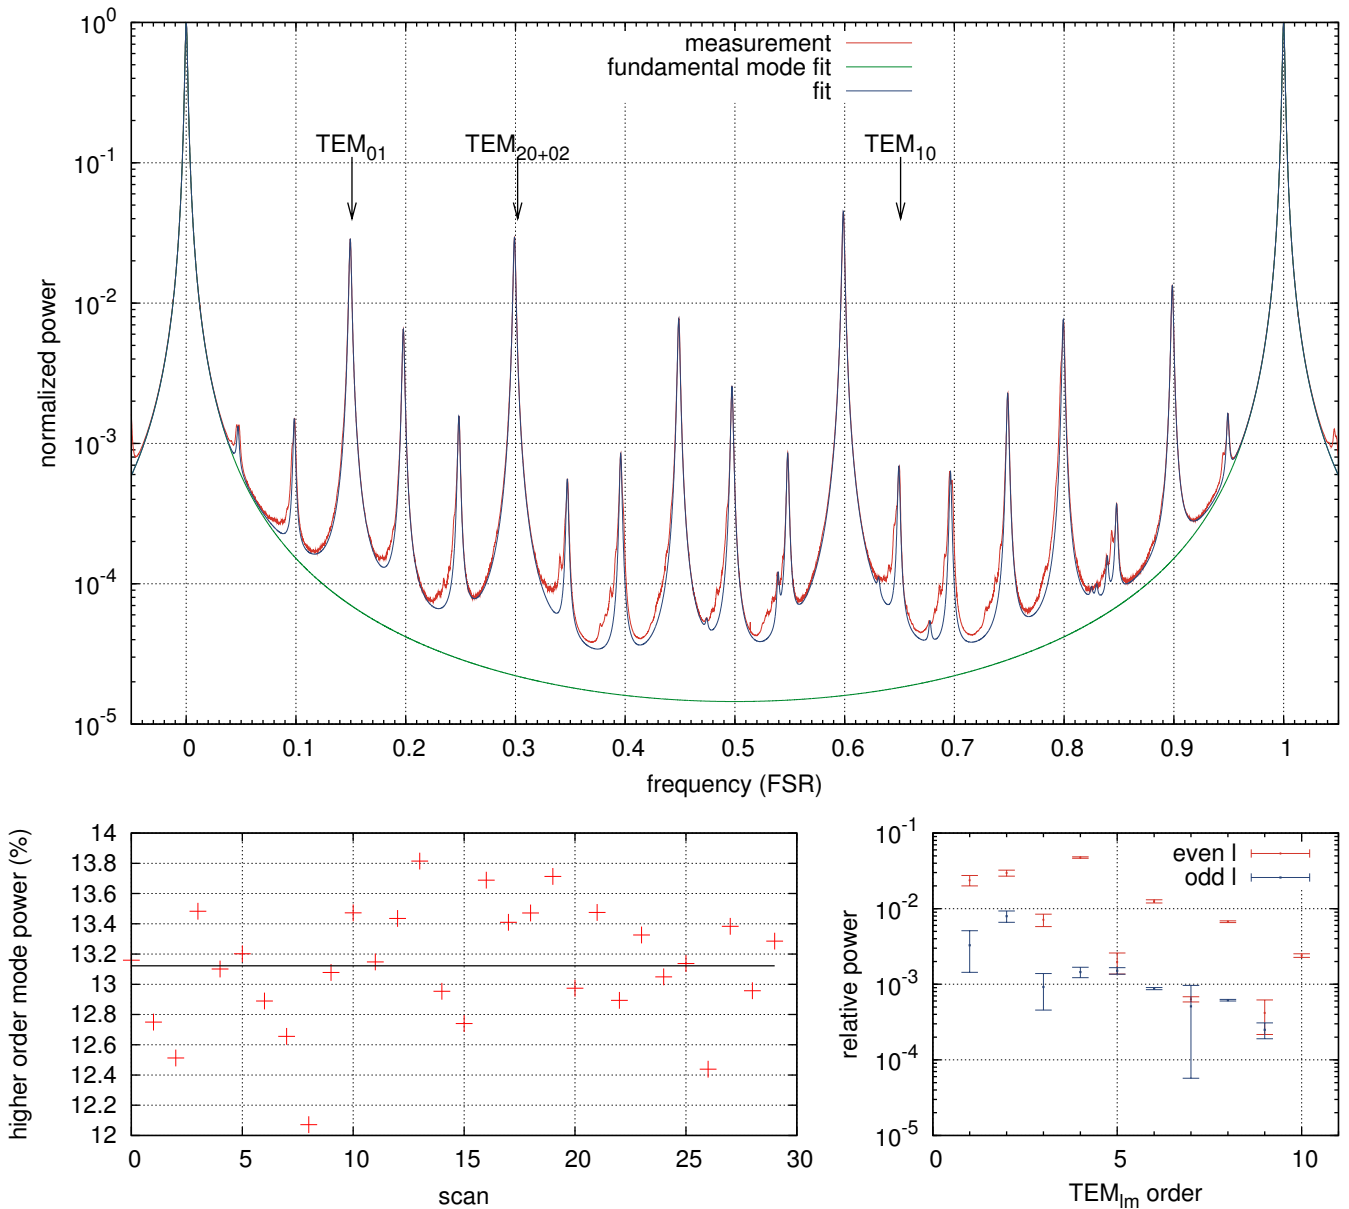 10^0
10^-1
10^-2
10^-3
10^-4
10^-5
normalized power
measurement
fundamental mode fit
fit
TEM_01
TEM_20+02
TEM_10
0 0.1 0.2 0.3 0.4 0.5 0.6 0.7 0.8 0.9 1
frequency (FSR)
14
13.8
13.6
13.4
13.2
13
12.8
12.6
12.4
12.2
12
higher order mode power (%)
0 5 10 15 20 25 30
scan
10^-1
10^-2
10^-3
10^-4
10^-5
relative power
even l
odd l
0 5 10
TEM_lm order